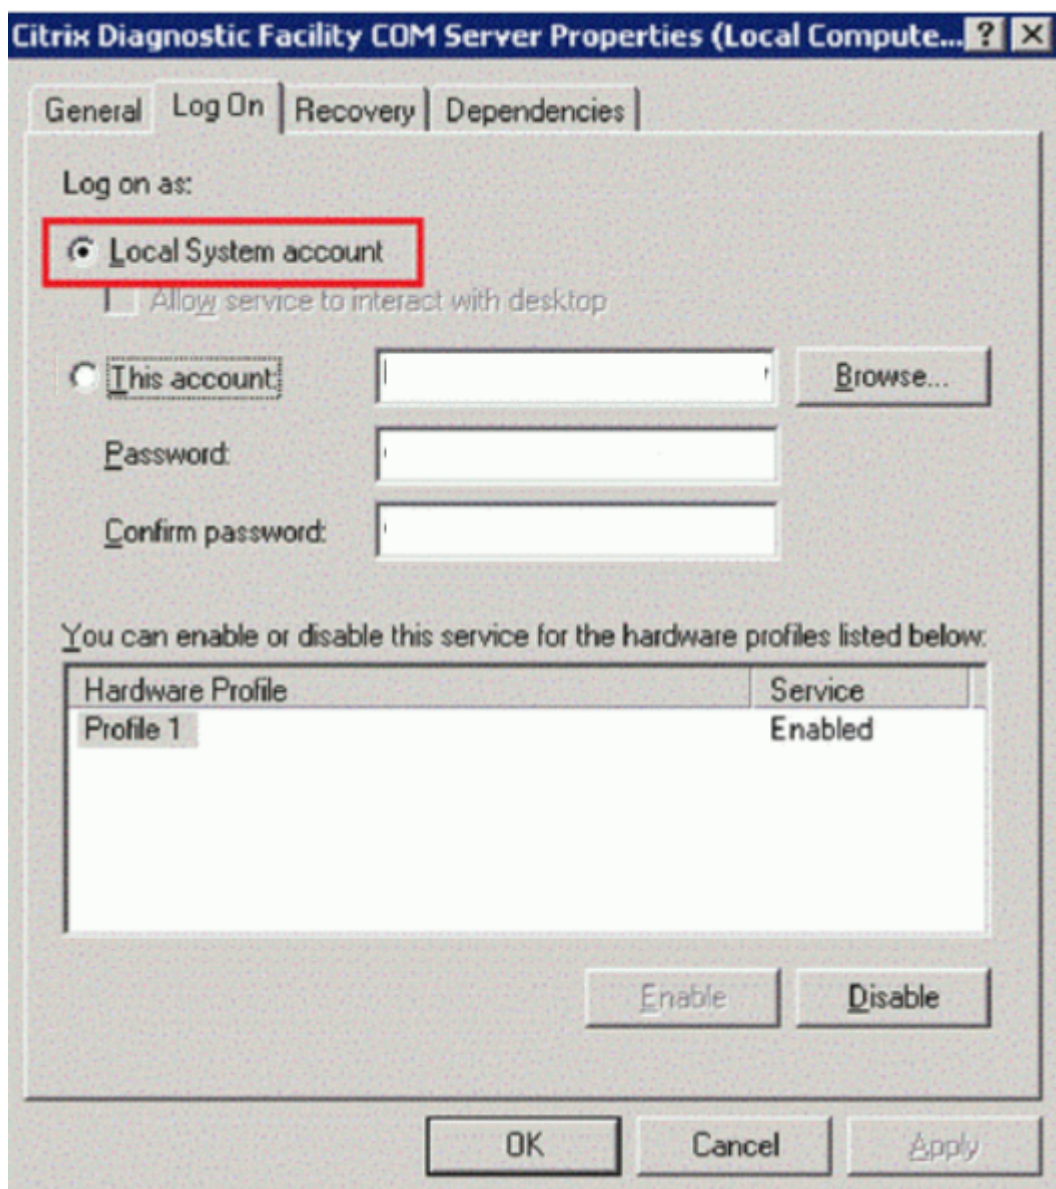 Citrix Diagnostic Facility COM Server Properties (Local Compute...
General Log On Recovery Dependencies
Log on as:
Local System account
Allow service to interact with desktop
This account: Browse...
Password:
Confirm password:
You can enable or disable this service for the hardware profiles listed below:
Hardware Profile Service
Profile 1 Enabled
Enable Disable
OK Cancel Apply